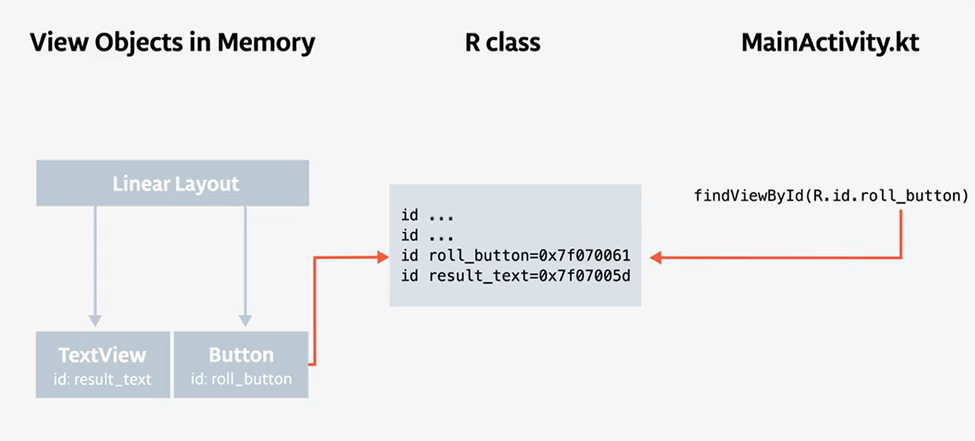 View Objects in Memory
R class
MainActivity.kt
Linear Layout
findViewById(R.id.roll_button)
id ...
id ...
id roll_button=0x7f070061
id result_text=0x7f07005d
TextView
id: result_text
Button
id: roll_button